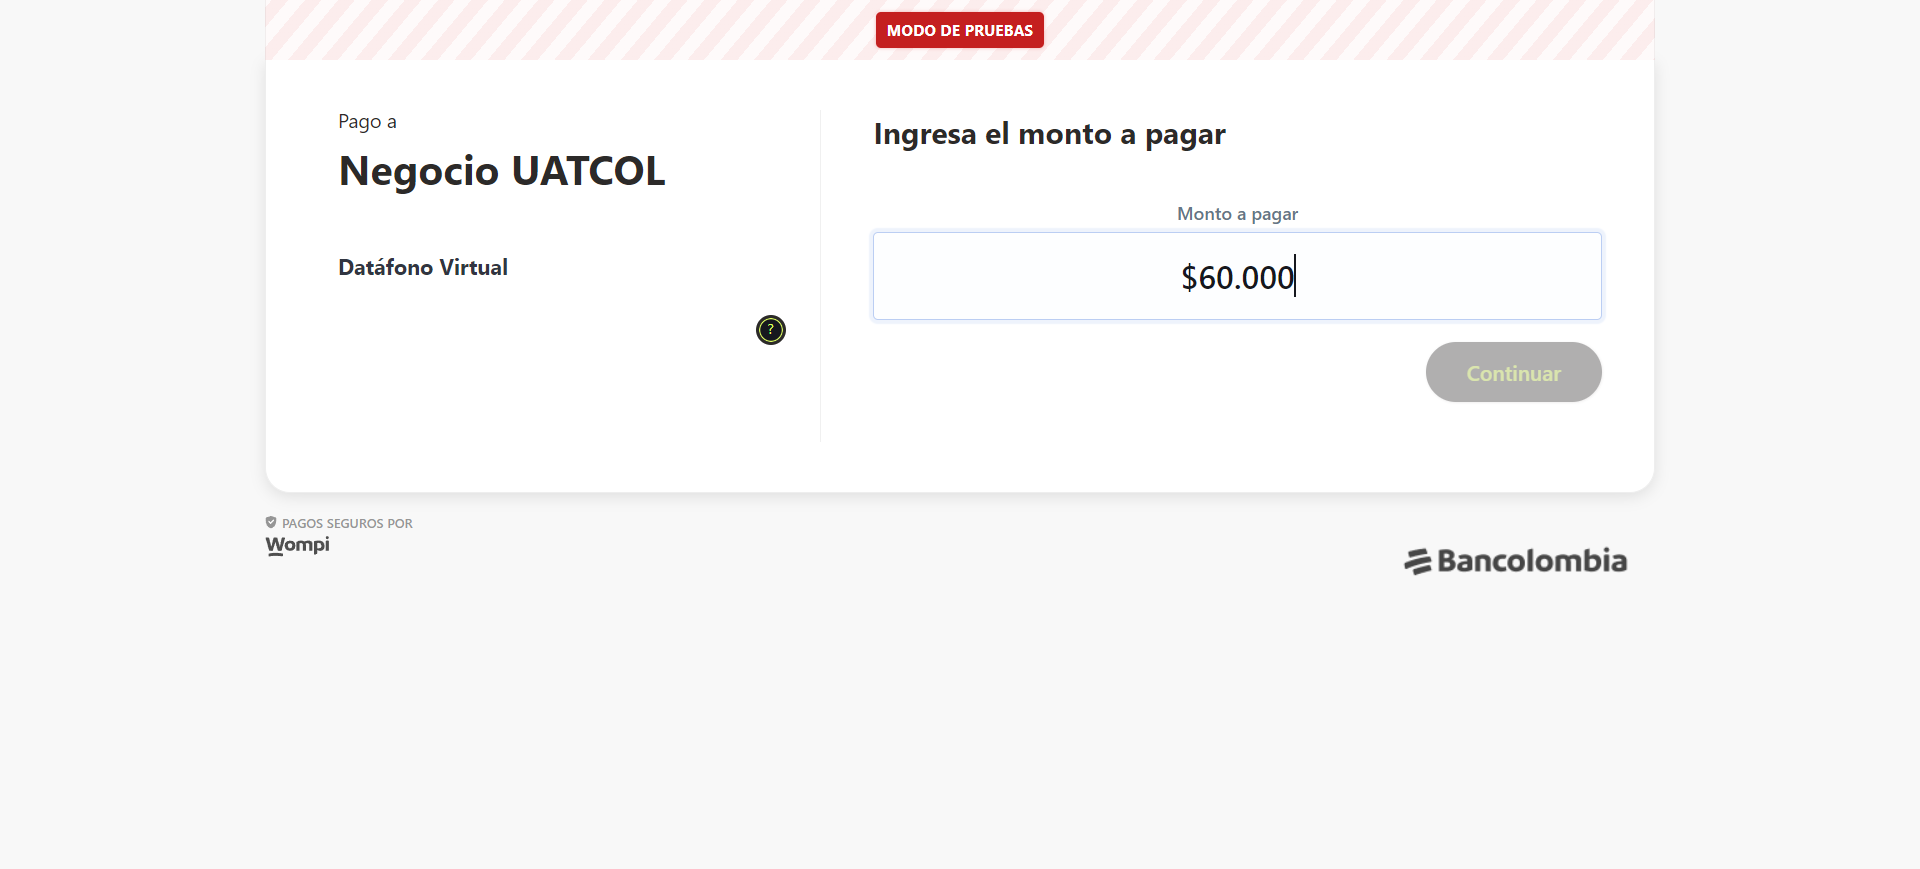 MODO DE PRUEBAS
Pago a
Negocio UATCOL
Datáfono Virtual
?
Ingresa el monto a pagar
Monto a pagar
$60.000
Continuar
PAGOS SEGUROS POR
Wompi
Bancolombia